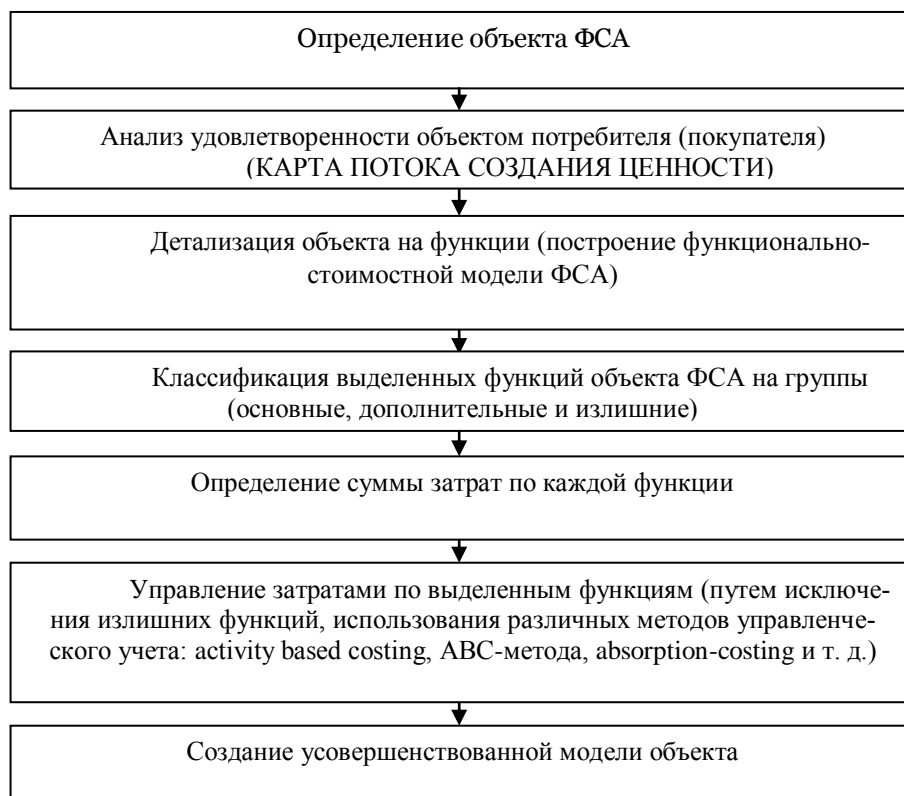 Определение объекта ФСА
Анализ удовлетворенности объектом потребителя (покупателя)
(КАРТА ПОТОКА СОЗДАНИЯ ЦЕННОСТИ)
Детализация объекта на функции (построение функционально-
стоимостной модели ФСА)
Классификация выделенных функций объекта ФСА на группы
(основные, дополнительные и излишние)
Определение суммы затрат по каждой функции
Управление затратами по выделенным функциям (путем исключе-
ния излишних функций, использования различных методов управленче-
ского учета: activity based costing, АВС-метода, absorption-costing и т. д.)
Создание усовершенствованной модели объекта